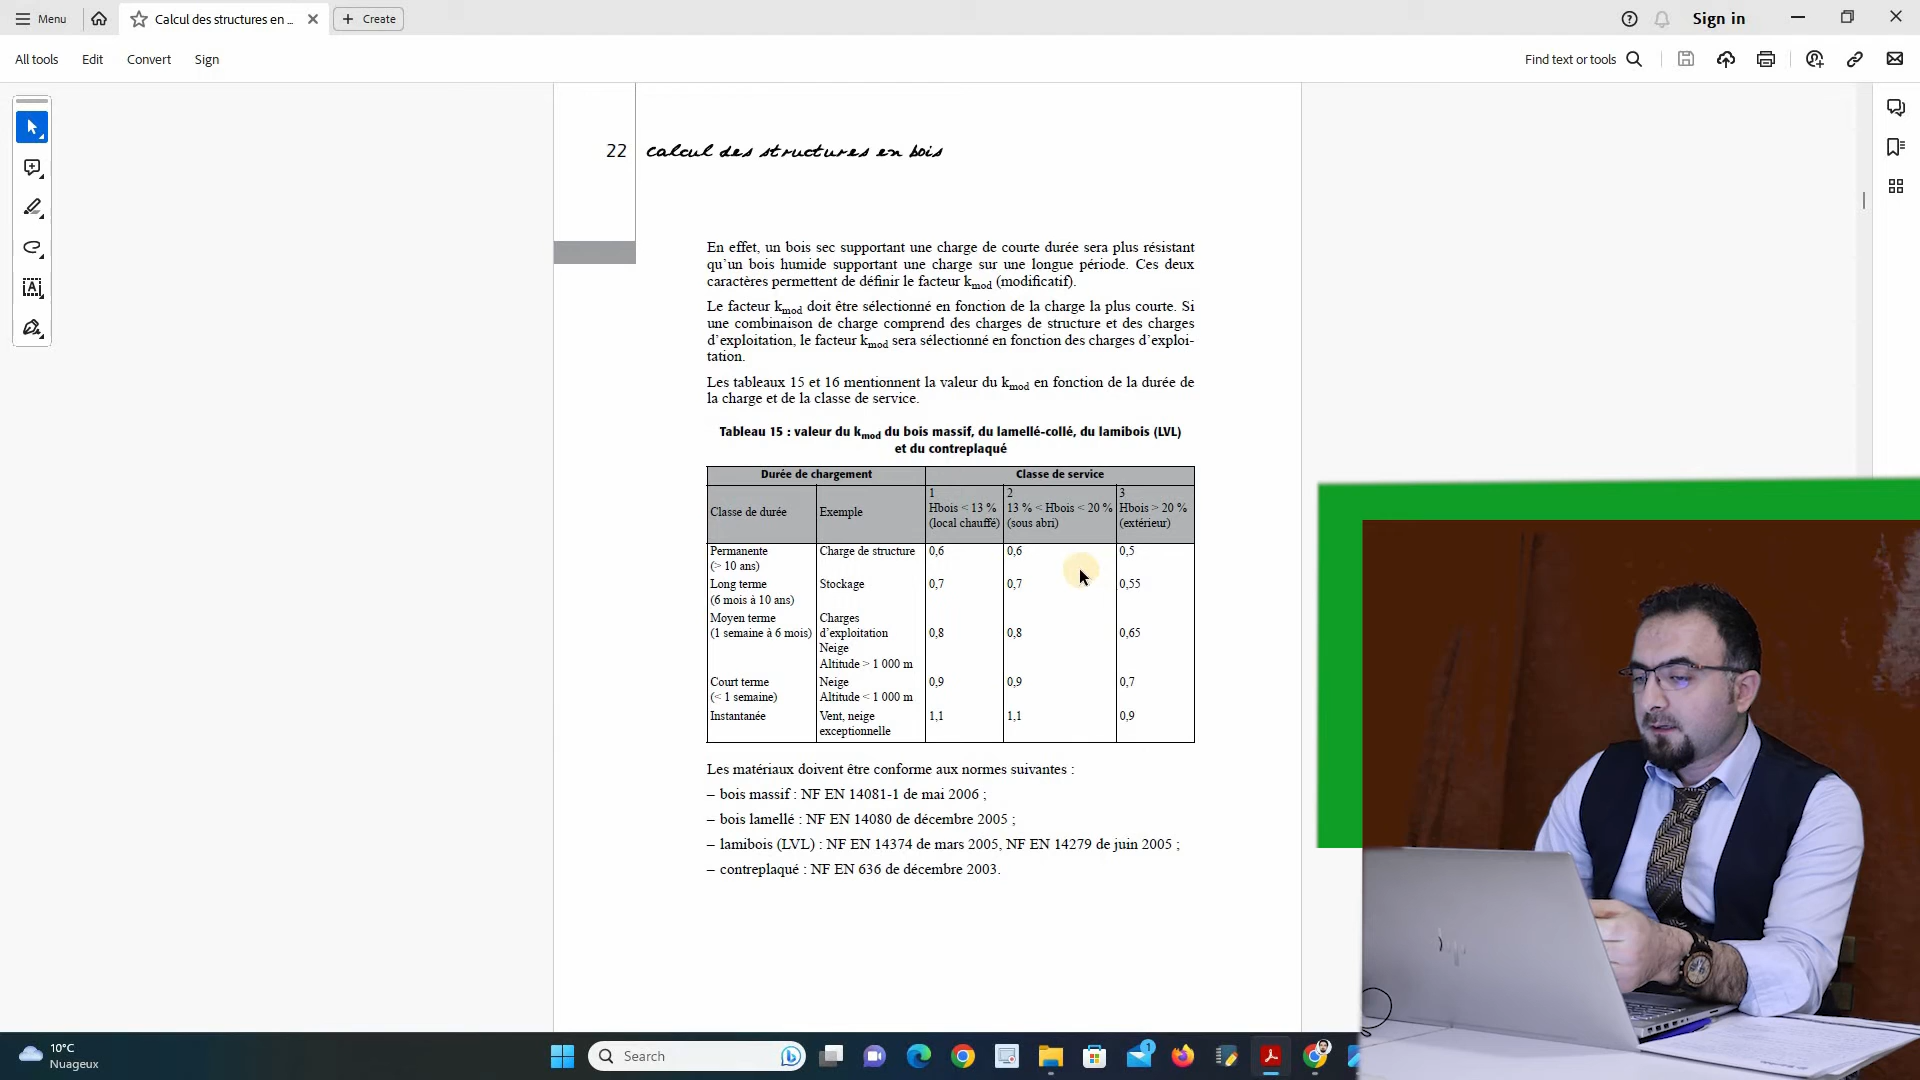 Menu
Calcul des structures en ...
Create
Sign in
All tools
Edit
Convert
Sign
Find text or tools
22
calcul des structures en bois
En effet, un bois sec supportant une charge de courte durée sera plus résistant
qu'un bois humide supportant une charge sur une longue période. Ces deux
caractères permettent de définir le facteur kmod (modificatif).
Le facteur kmod doit être sélectionné en fonction de la charge la plus courte. Si
une combinaison de charge comprend des charges de structure et des charges
d'exploitation, le facteur kmod sera sélectionné en fonction des charges d'exploi-
tation.
Les tableaux 15 et 16 mentionnent la valeur du kmod en fonction de la durée de
la charge et de la classe de service.
Tableau 15 : valeur du kmod du bois massif, du lamellé-collé, du lamibois (LVL)
et du contreplaqué
Durée de chargement
Classe de service
Classe de durée
Exemple
1
Hbois < 13 %
(local chauffé)
2
13 % < Hbois < 20 %
(sous abri)
3
Hbois > 20 %
(extérieur)
Permanente
(> 10 ans)
Charge de structure
0,6
0,6
0,5
Long terme
(6 mois à 10 ans)
Stockage
0,7
0,7
0,55
Moyen terme
(1 semaine à 6 mois)
Charges
d'exploitation
Neige
Altitude > 1 000 m
0,8
0,8
0,65
Court terme
(< 1 semaine)
Neige
Altitude < 1 000 m
0,9
0,9
0,7
Instantanée
Vent, neige
exceptionnelle
1,1
1,1
0,9
Les matériaux doivent être conforme aux normes suivantes :
– bois massif : NF EN 14081-1 de mai 2006 ;
– bois lamellé : NF EN 14080 de décembre 2005 ;
– lamibois (LVL) : NF EN 14374 de mars 2005, NF EN 14279 de juin 2005 ;
– contreplaqué : NF EN 636 de décembre 2003.
10°C
Nuageux
Search
1